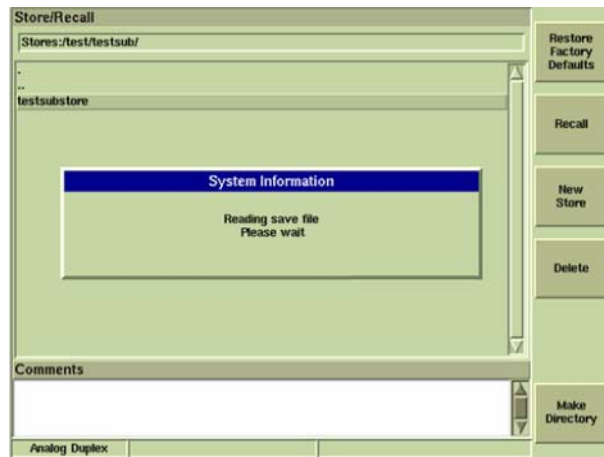 Store/Recall
Stores:/test/testsub/
.
..
testsubstore
System Information
Reading save file
Please wait
Comments
Analog Duplex
Restore
Factory
Defaults
Recall
New
Store
Delete
Make
Directory